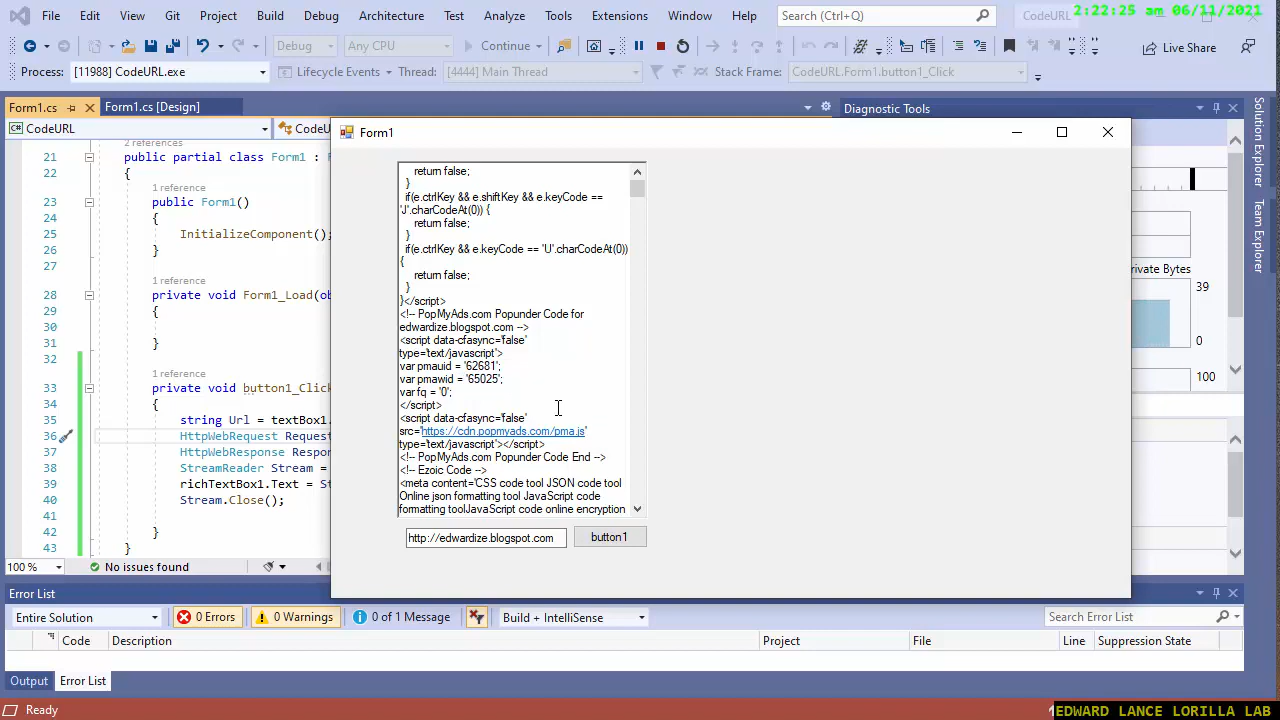 File Edit View Git Project Build Debug Architecture Test Analyze Tools Extensions Window Help Search (Ctrl+Q) CodeURL
2:22:25 am 06/11/2021
Debug Any CPU Continue Live Share
Process: [11988] CodeURL.exe Lifecycle Events Thread: [4444] Main Thread Stack Frame: CodeURL.Form1.button1_Click
Form1.cs Form1.cs [Design] Diagnostic Tools
CodeURL
Solution Explorer
Team Explorer
2 references
21 public partial class Form1 :
22 {
1 reference
23 public Form1()
24 {
25 InitializeComponent();
26 }
27
1 reference
28 private void Form1_Load(
29 {
30
31 }
32
1 reference
33 private void button1_Click
34 {
35 string Url = textBox1.
36 HttpWebRequest Request
37 HttpWebResponse Respon
38 StreamReader Stream =
39 richTextBox1.Text =
40 Stream.Close();
41
42 }
43 }
Form1
return false;
}
if(e.ctrlKey && e.shiftKey && e.keyCode ==
'J'.charCodeAt(0)) {
return false;
}
if(e.ctrlKey && e.keyCode == 'U'.charCodeAt(0))
{
return false;
}
}</script>
<!-- PopMyAds.com Popunder Code for
edwardize.blogspot.com -->
<script data-cfasync='false'
type='text/javascript'>
var pmauid = '62681';
var pmawid = '65025';
var fq = '0';
</script>
<script data-cfasync='false'
src='https://cdn.popmyads.com/pma.js'
type='text/javascript'></script>
<!-- PopMyAds.com Popunder Code End -->
<!-- Ezoic Code -->
<meta content='CSS code tool JSON code tool
Online json formatting tool JavaScript code
formatting toolJavaScript code online encryption
http://edwardize.blogspot.com button1
Private Bytes
39
0
100
100 % No issues found
Error List
Entire Solution 0 Errors 0 Warnings 0 of 1 Message Build + IntelliSense Search Error List
Code Description Project File Line Suppression State
Output Error List
Ready
EDWARD LANCE LORILLA LAB